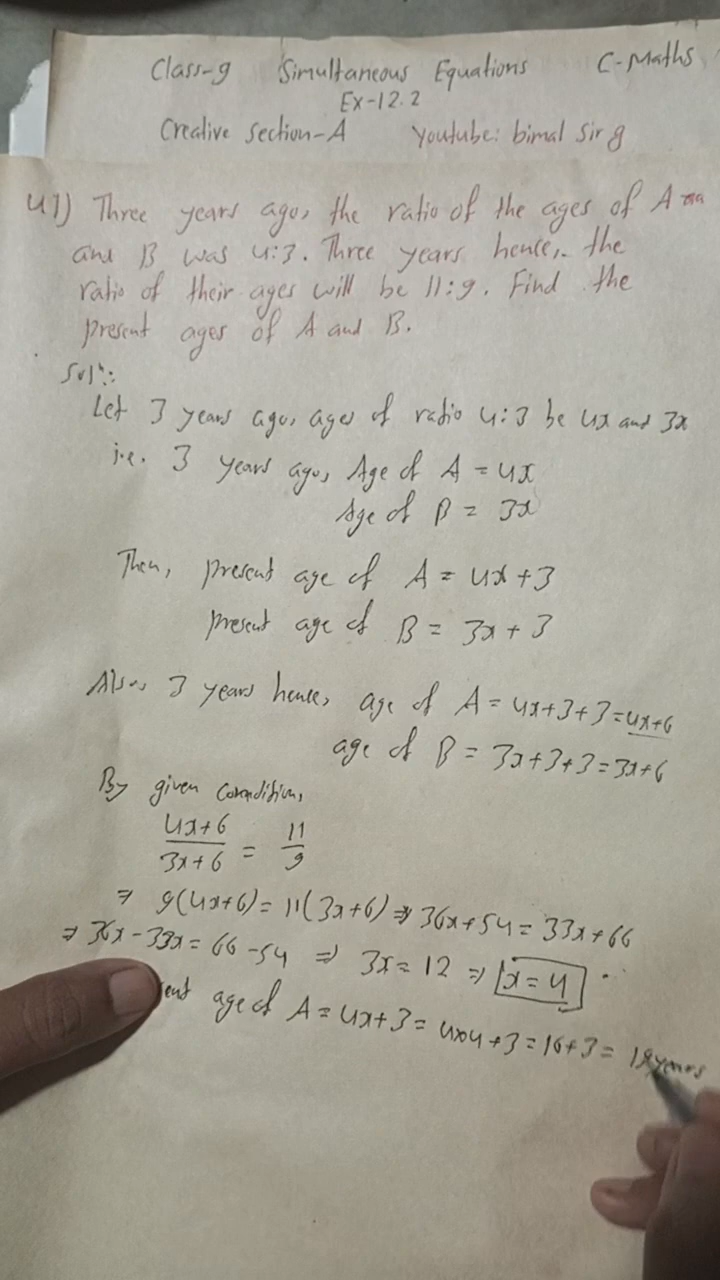 Class-9 Simultaneous Equations C-Maths
Ex-12.2
Creative Section-A Youtube: bimal Sir 9
41) Three years ago, the ratio of the ages of A
and B was 4:3. Three years hence, the
ratio of their ages will be 11:9. Find the
present ages of A and B.
Solⁿ:
Let 3 years ago, ages of ratio 4:3 be 4x and 3x
i.e. 3 years ago, Age of A = 4x
Age of B = 3x
Then, present age of A = 4x + 3
present age of B = 3x + 3
Also, 3 years hence, age of A = 4x+3+3=4x+6
age of B = 3x+3+3=3x+6
By given condition,
4x+6/3x+6 = 11/9
⇒ 9(4x+6) = 11(3x+6) ⇒ 36x+54 = 33x+66
⇒ 36x-33x = 66-54 ⇒ 3x = 12 ⇒ x = 4
age of A = 4x+3 = 4x4+3 = 16+3 = 19 years